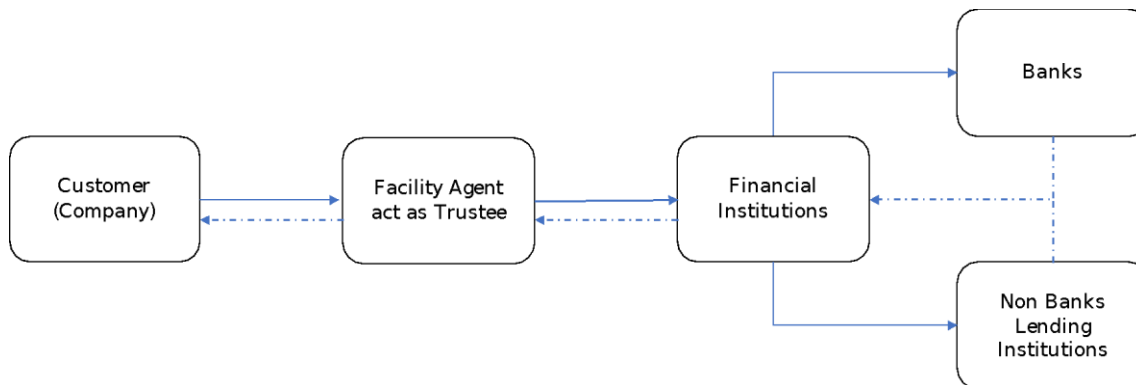 Customer
(Company)
Facility Agent
act as Trustee
Financial
Institutions
Banks
Non Banks
Lending
Institutions